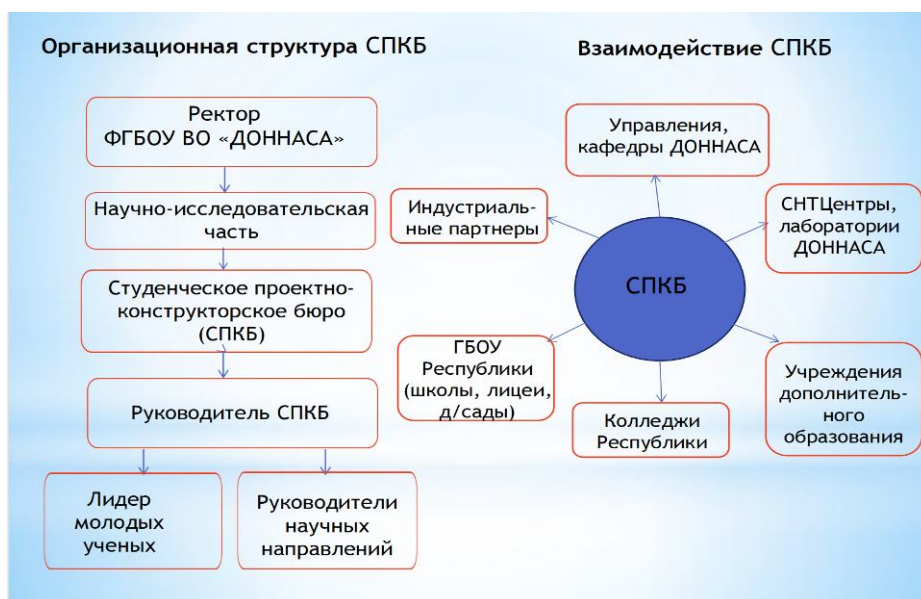 Организационная структура СПКБ
Ректор
ФГБОУ ВО «ДОННАСА»
Научно-исследовательская
часть
Студенческое проектно-
конструкторское бюро
(СПКБ)
Руководитель СПКБ
Лидер
молодых
ученых
Руководители
научных
направлений
Взаимодействие СПКБ
Управления,
кафедры ДОННАСА
Индустриаль-
ные партнеры
СНТЦентры,
лаборатории
ДОННАСА
СПКБ
ГБОУ
Республики
(школы, лицеи,
д/сады)
Колледжи
Республики
Учреждения
дополнитель-
ного
образования